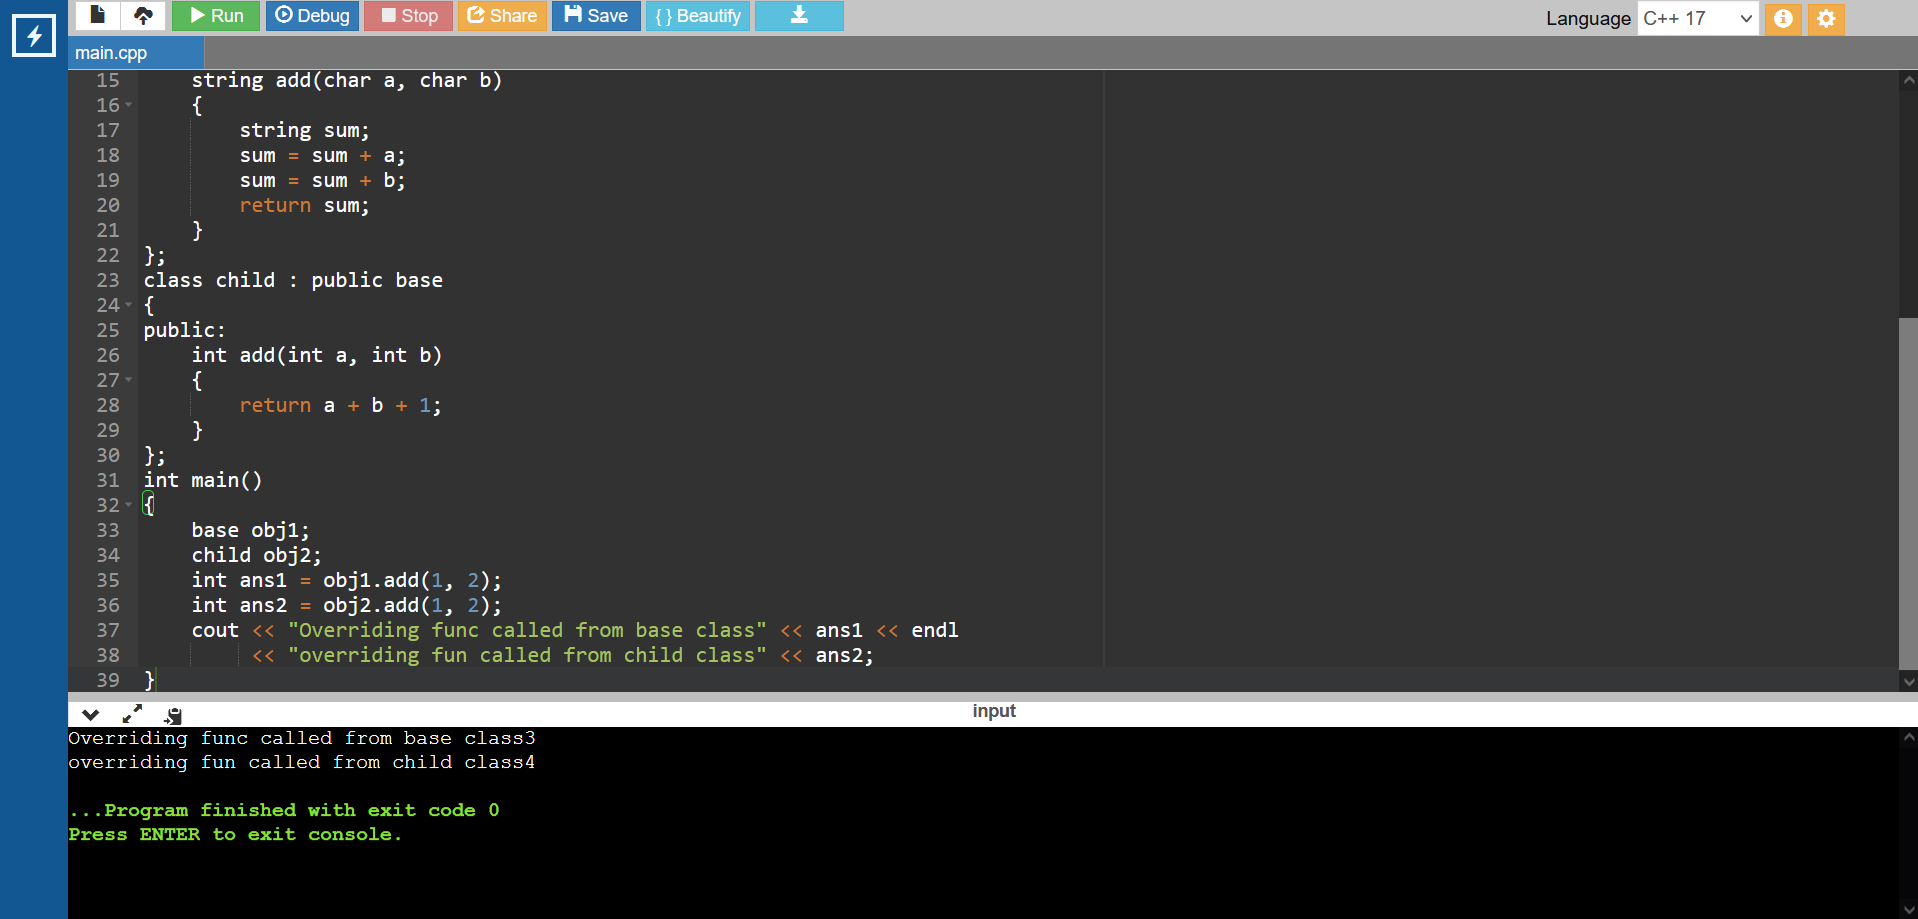 Run Debug Stop Share Save { } Beautify Language C++ 17
main.cpp
15 string add(char a, char b)
16 {
17 string sum;
18 sum = sum + a;
19 sum = sum + b;
20 return sum;
21 }
22 };
23 class child : public base
24 {
25 public:
26 int add(int a, int b)
27 {
28 return a + b + 1;
29 }
30 };
31 int main()
32 {
33 base obj1;
34 child obj2;
35 int ans1 = obj1.add(1, 2);
36 int ans2 = obj2.add(1, 2);
37 cout << "Overriding func called from base class" << ans1 << endl
38 << "overriding fun called from child class" << ans2;
39 }
input
Overriding func called from base class3
overriding fun called from child class4
...Program finished with exit code 0
Press ENTER to exit console.